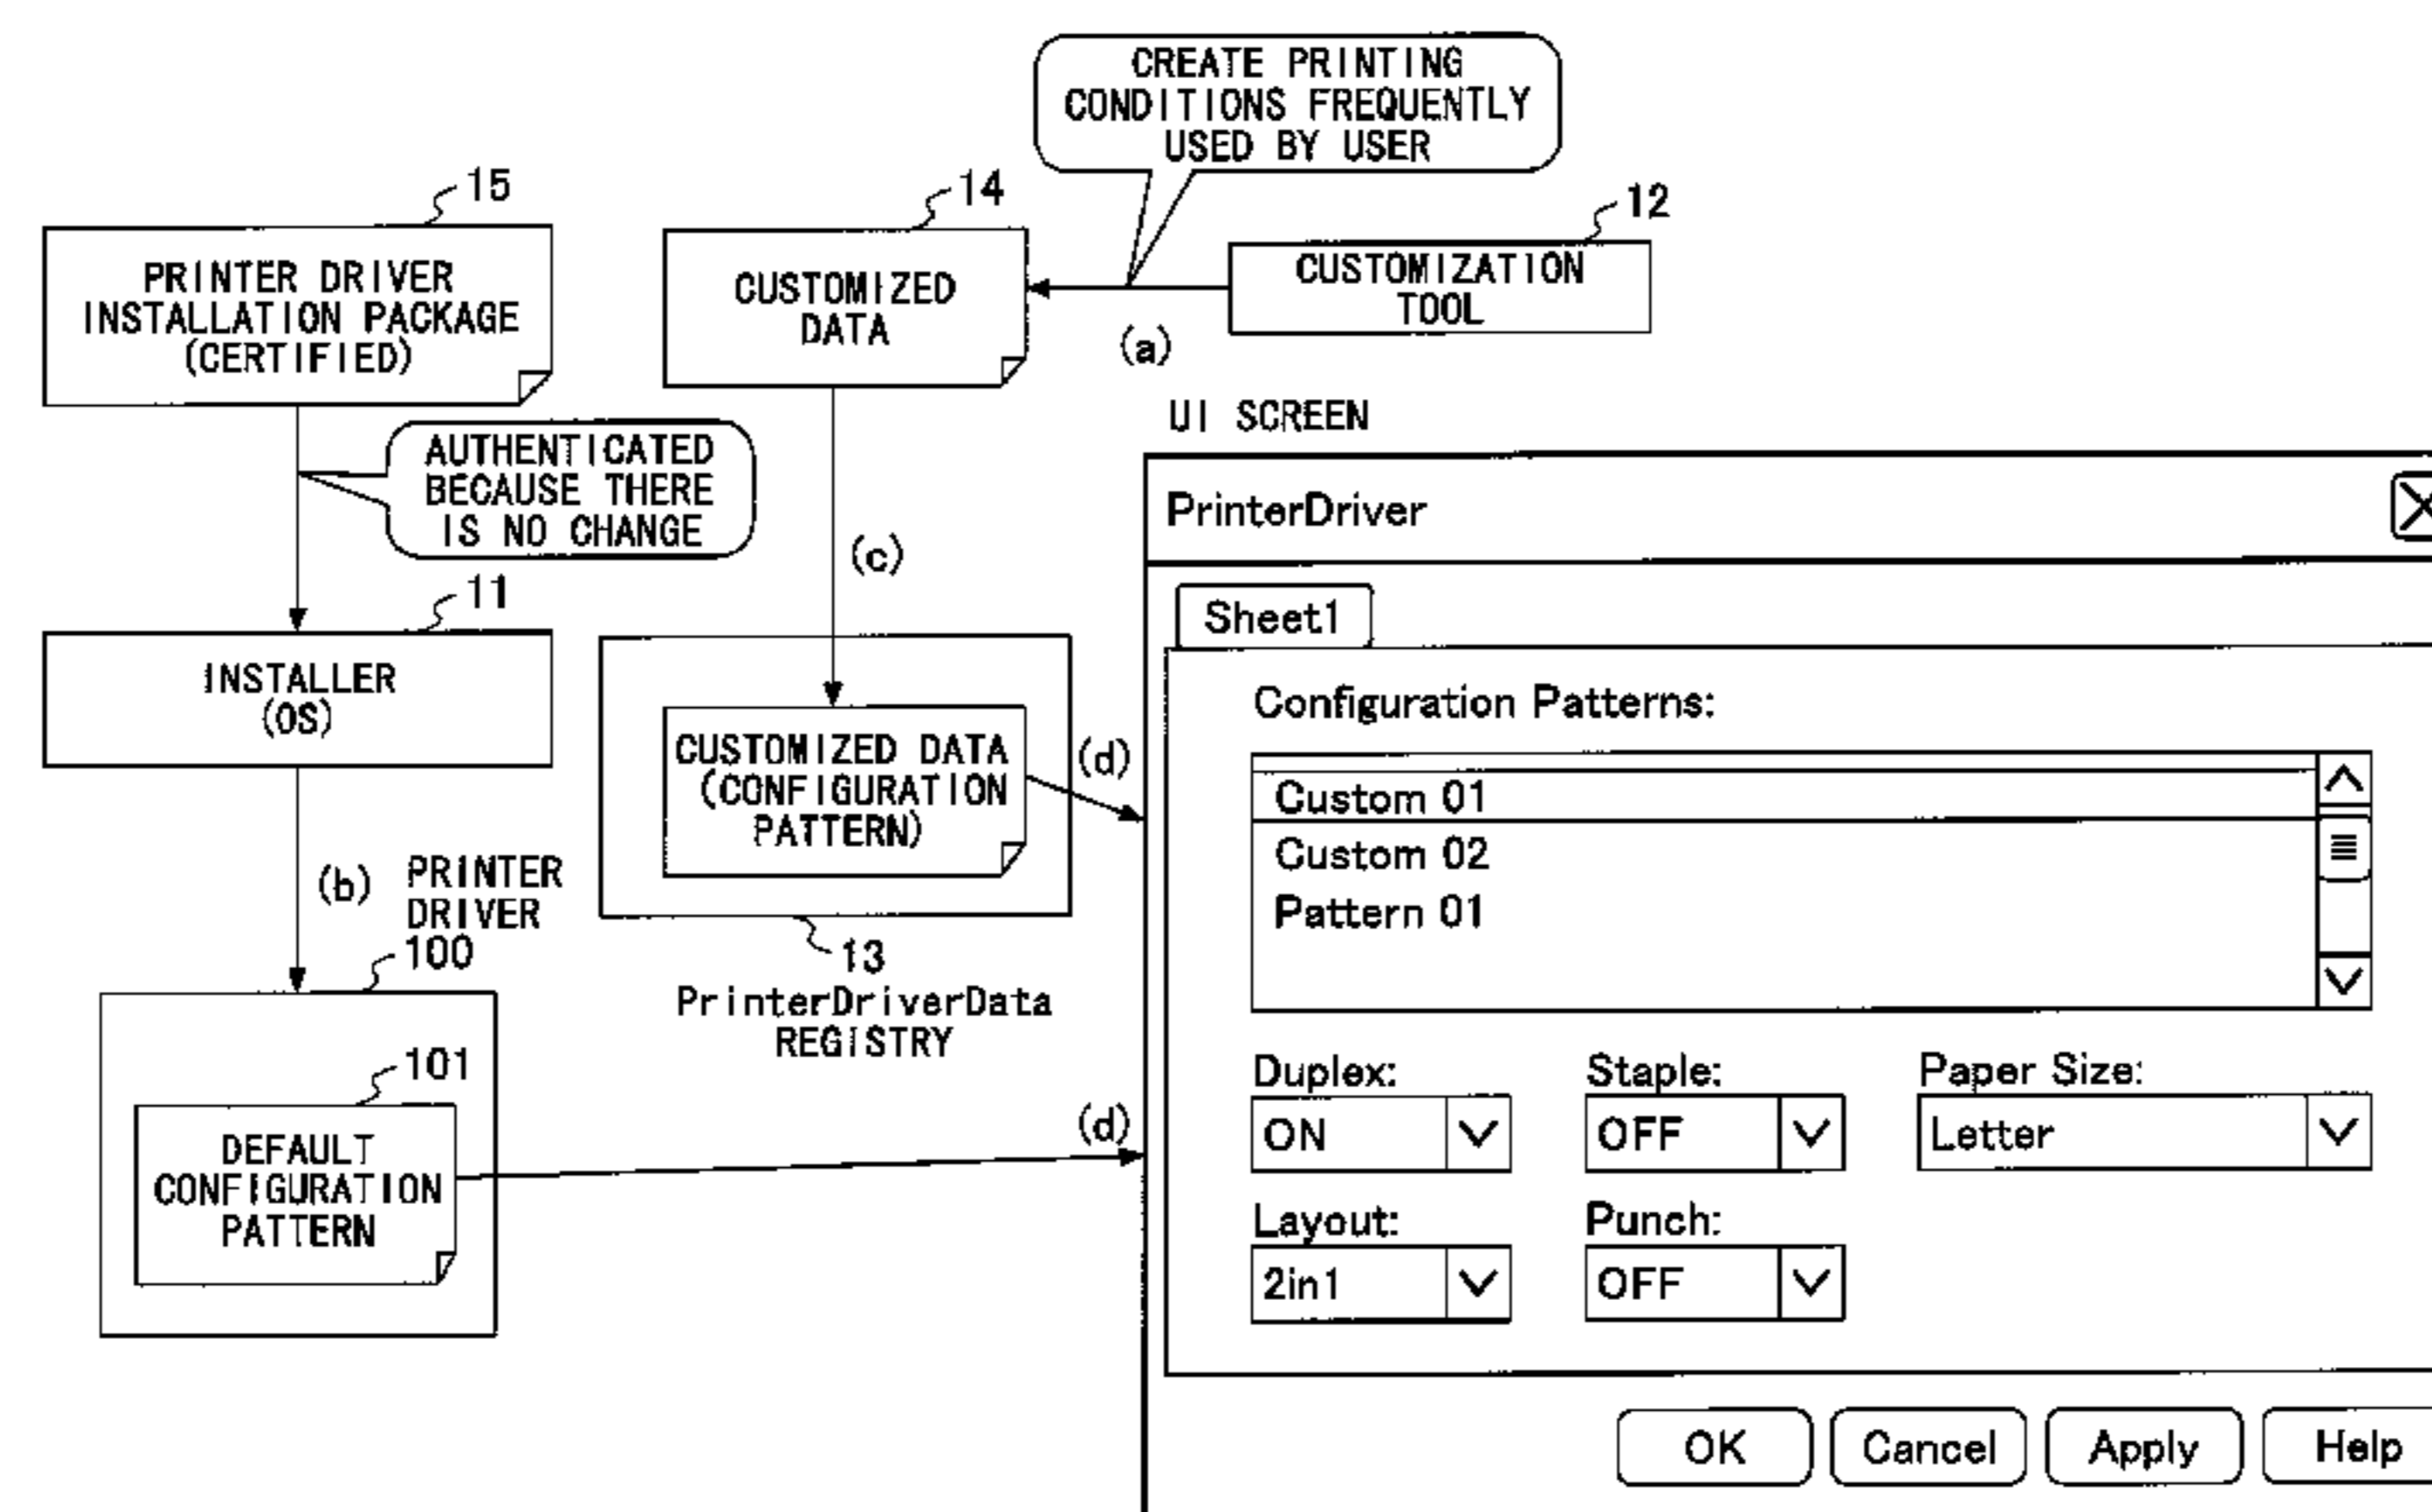 CREATE PRINTING
CONDITIONS FREQUENTLY
USED BY USER
15
14
12
PRINTER DRIVER
INSTALLATION PACKAGE
(CERTIFIED)
CUSTOMIZED
DATA
CUSTOMIZATION
TOOL
(a)
AUTHENTICATED
BECAUSE THERE
IS NO CHANGE
(c)
11
INSTALLER
(OS)
CUSTOMIZED DATA
(CONFIGURATION
PATTERN)
(d)
(b)
PRINTER
DRIVER
100
13
PrinterDriverData
REGISTRY
101
DEFAULT
CONFIGURATION
PATTERN
(d)
UI SCREEN
PrinterDriver
Sheet1
Configuration Patterns:
Custom 01
Custom 02
Pattern 01
Duplex: Staple: Paper Size:
ON OFF Letter
Layout: Punch:
2in1 OFF
OK Cancel Apply Help